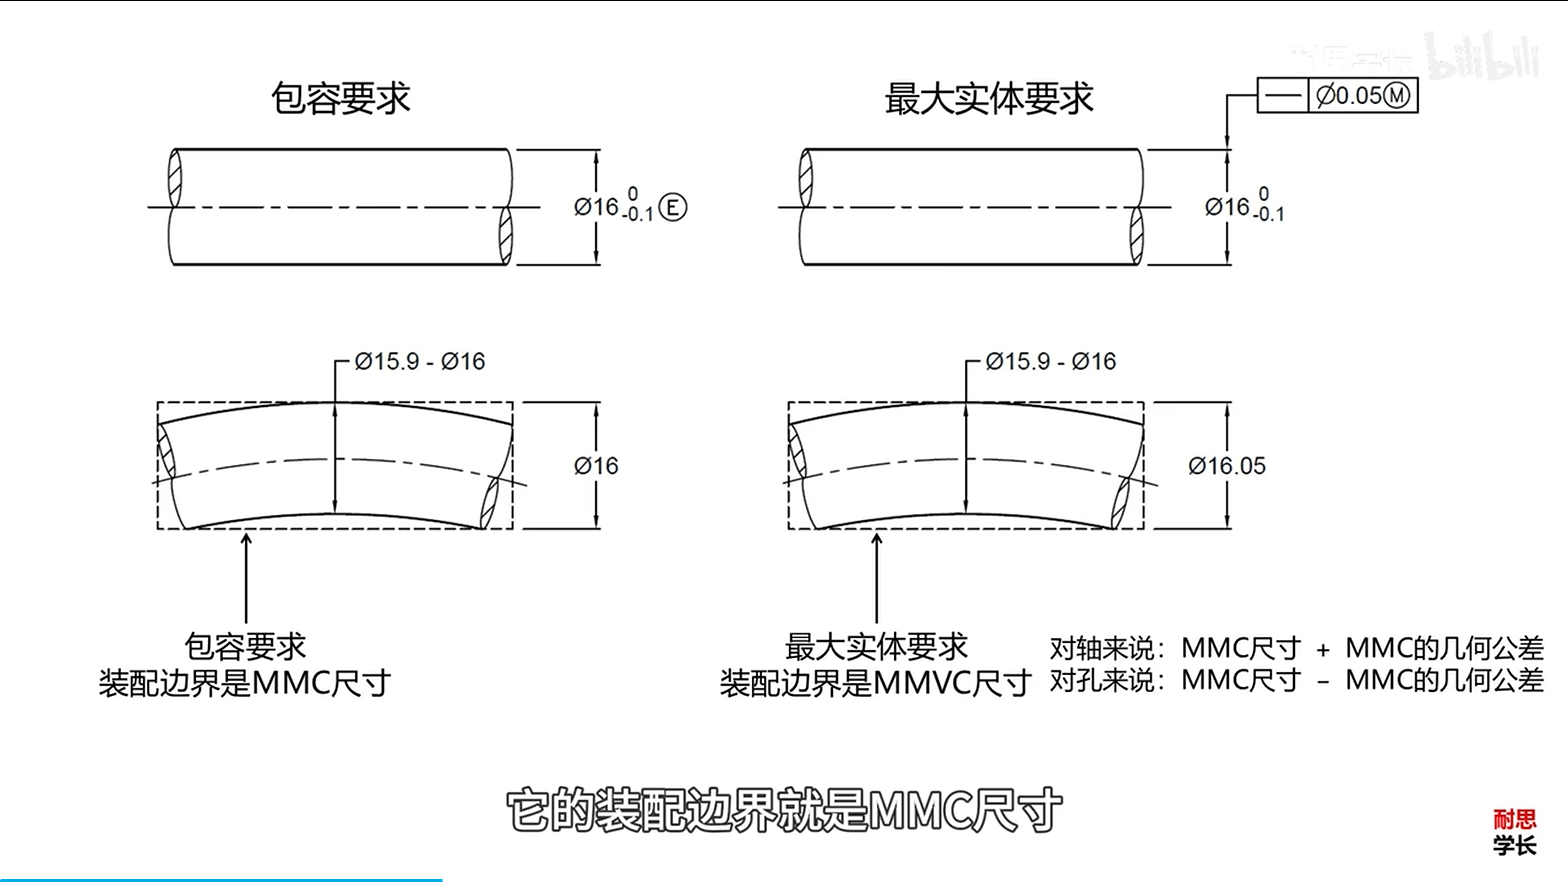 耐思学长 bilibili
包容要求
最大实体要求
— Ø0.05Ⓜ
Ø16 0 -0.1 Ⓔ
Ø16 0 -0.1
Ø15.9 - Ø16
Ø15.9 - Ø16
Ø16
Ø16.05
包容要求
装配边界是MMC尺寸
最大实体要求
装配边界是MMVC尺寸
对轴来说：MMC尺寸 + MMC的几何公差
对孔来说：MMC尺寸 - MMC的几何公差
它的装配边界就是MMC尺寸
耐思
学长